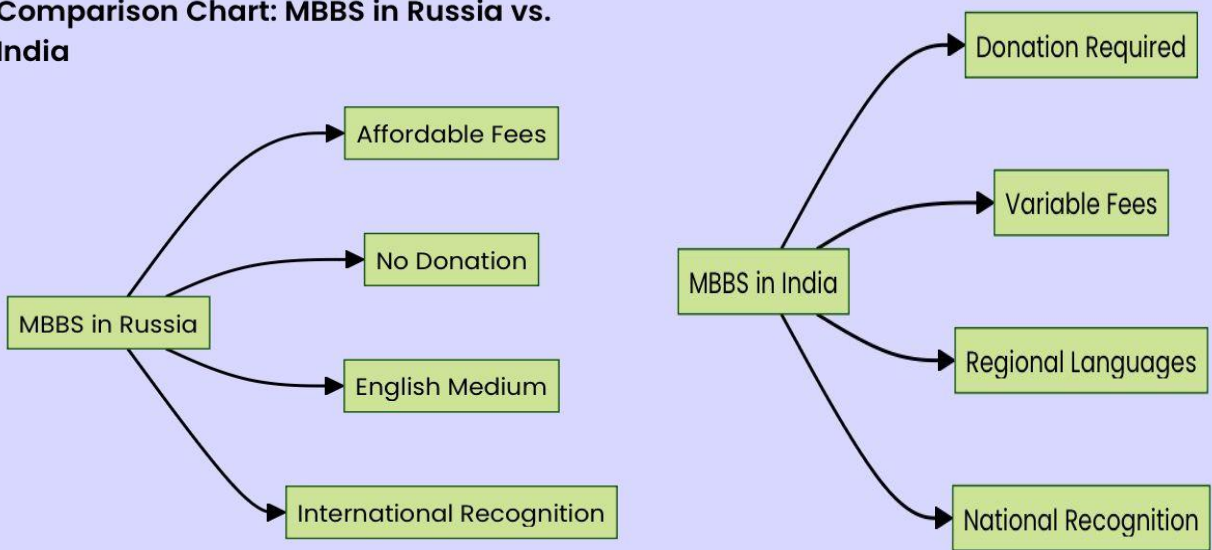 Comparison Chart: MBBS in Russia vs.
India
MBBS in Russia
Affordable Fees
No Donation
English Medium
International Recognition
MBBS in India
Donation Required
Variable Fees
Regional Languages
National Recognition